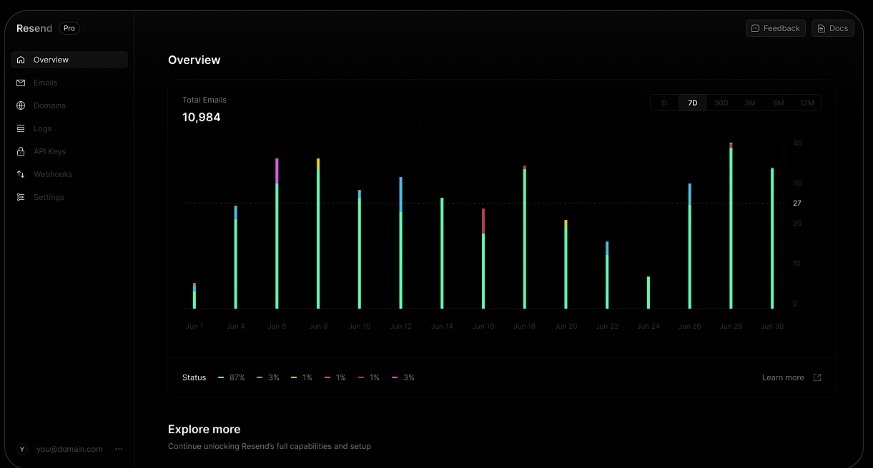 Resend Pro
Feedback
Docs
Overview
Emails
Domains
Logs
API Keys
Webhooks
Settings
you@domain.com
Y
Overview
Total Emails
10,984
D 7D 30D 3M 6M 12M
40
30
27
20
10
0
Jun 1 Jun 4 Jun 6 Jun 8 Jun 10 Jun 12 Jun 14 Jun 16 Jun 18 Jun 20 Jun 22 Jun 24 Jun 26 Jun 28 Jun 30
Status 87% 3% 1% 1% 1% 3%
Learn more
Explore more
Continue unlocking Resend's full capabilities and setup